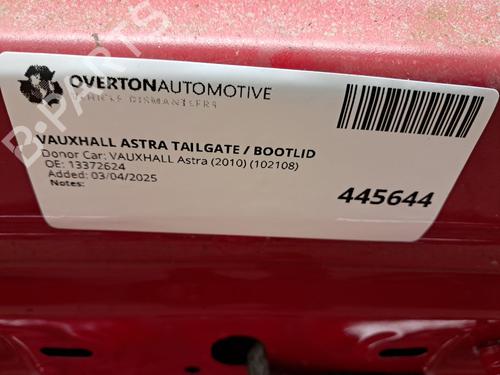 OVERTONAUTOMOTIVE
VEHICLE DISMANTLERS
VAUXHALL ASTRA TAILGATE / BOOTLID
Donor Car: VAUXHALL Astra (2010) (102108)
OE: 13372624
Added: 03/04/2025
Notes:
445644
B-PARTS